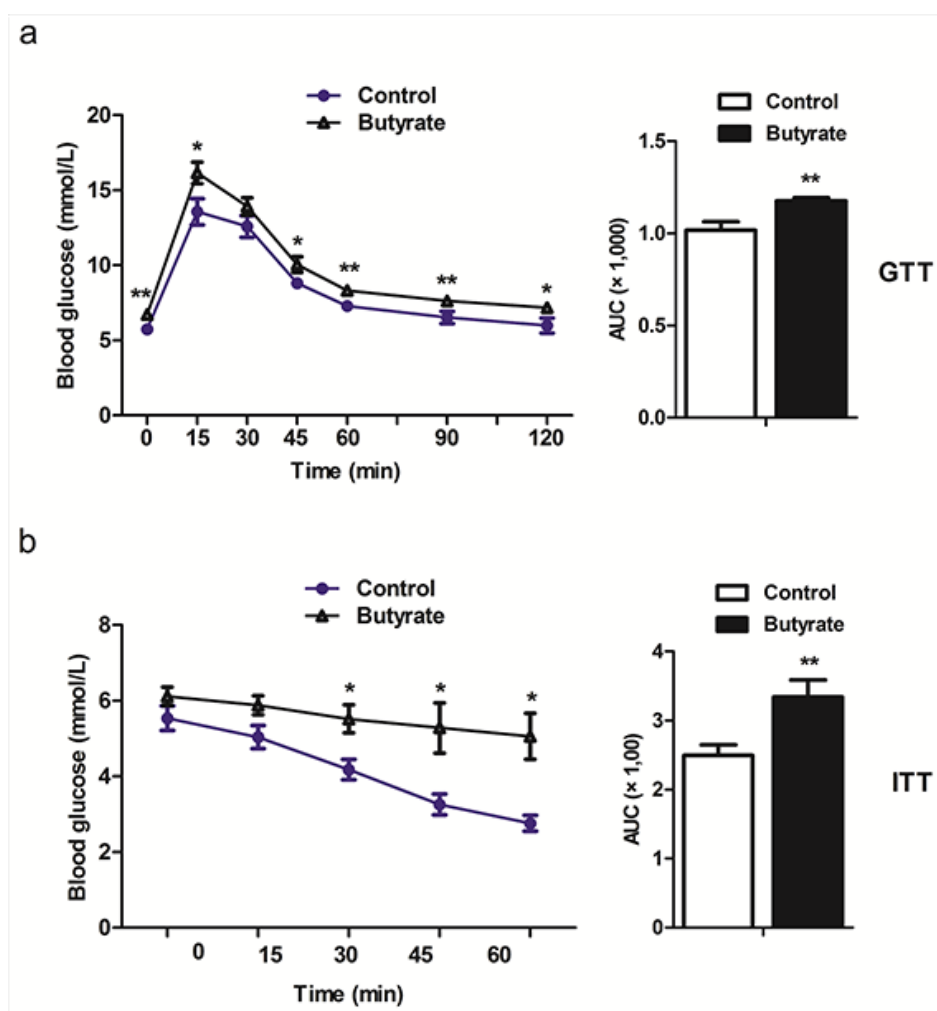 a
Control
Butyrate
20
15
10
5
0
Blood glucose (mmol/L)
*
**
*
**
**
*
0 15 30 45 60 90 120
Time (min)
Control
Butyrate
1.5
1.0
0.5
0.0
AUC (× 1,000)
**
GTT
b
Control
Butyrate
8
6
4
2
0
Blood glucose (mmol/L)
* * *
0 15 30 45 60
Time (min)
Control
Butyrate
4
3
2
1
0
AUC (× 1,00)
**
ITT